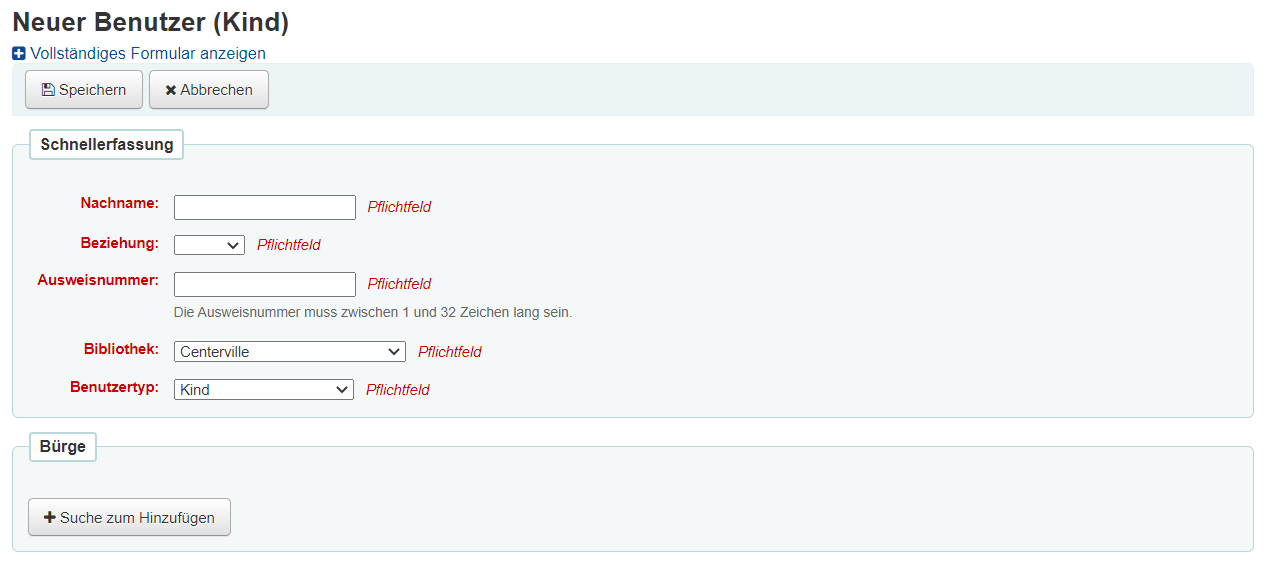 Neuer Benutzer (Kind)
Vollständiges Formular anzeigen
Speichern Abbrechen
Schnellerfassung
Nachname: Pflichtfeld
Beziehung: Pflichtfeld
Ausweisnummer: Pflichtfeld
Die Ausweisnummer muss zwischen 1 und 32 Zeichen lang sein.
Bibliothek: Centerville Pflichtfeld
Benutzertyp: Kind Pflichtfeld
Bürge
Suche zum Hinzufügen